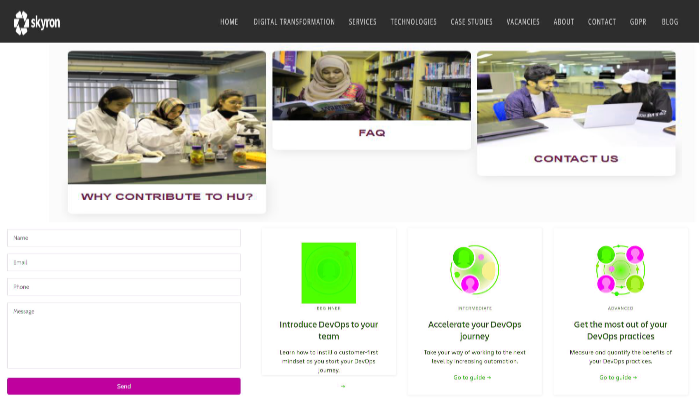 skyron
HOME DIGITAL TRANSFORMATION SERVICES TECHNOLOGIES CASE STUDIES VACANCIES ABOUT CONTACT GDPR BLOG
WHY CONTRIBUTE TO HU?
FAQ
CONTACT US
Name
Email
Phone
Message
Send
BEGINNER
Introduce DevOps to your
team
Learn how to instill a customer-first
mindset as you start your DevOps
journey.
→
INTERMEDIATE
Accelerate your DevOps
journey
Take your way of working to the next
level by increasing automation.
Go to guide →
ADVANCED
Get the most out of your
DevOps practices
Measure and quantify the benefits of
your DevOps practices.
Go to guide →